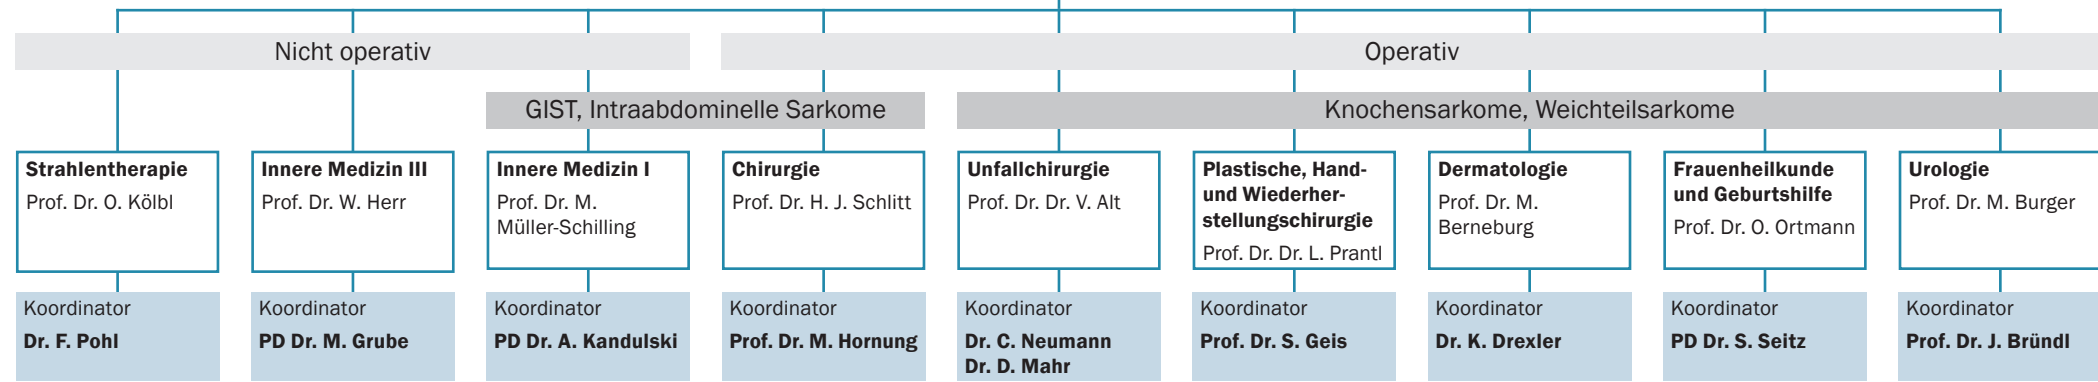 Nicht operativ
Operativ
GIST, Intraabdominelle Sarkome
Knochensarkome, Weichteilsarkome
Strahlentherapie
Prof. Dr. O. Kölbl
Koordinator
Dr. F. Pohl
Innere Medizin III
Prof. Dr. W. Herr
Koordinator
PD Dr. M. Grube
Innere Medizin I
Prof. Dr. M.
Müller-Schilling
Koordinator
PD Dr. A. Kandulski
Chirurgie
Prof. Dr. H. J. Schlitt
Koordinator
Prof. Dr. M. Hornung
Unfallchirurgie
Prof. Dr. Dr. V. Alt
Koordinator
Dr. C. Neumann
Dr. D. Mahr
Plastische, Hand-
und Wiederher-
stellungschirurgie
Prof. Dr. Dr. L. Prantl
Koordinator
Prof. Dr. S. Geis
Dermatologie
Prof. Dr. M.
Berneburg
Koordinator
Dr. K. Drexler
Frauenheilkunde
und Geburtshilfe
Prof. Dr. O. Ortmann
Koordinator
PD Dr. S. Seitz
Urologie
Prof. Dr. M. Burger
Koordinator
Prof. Dr. J. Bründl